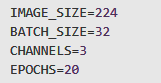 IMAGE_SIZE=224
BATCH_SIZE=32
CHANNELS=3
EPOCHS=20